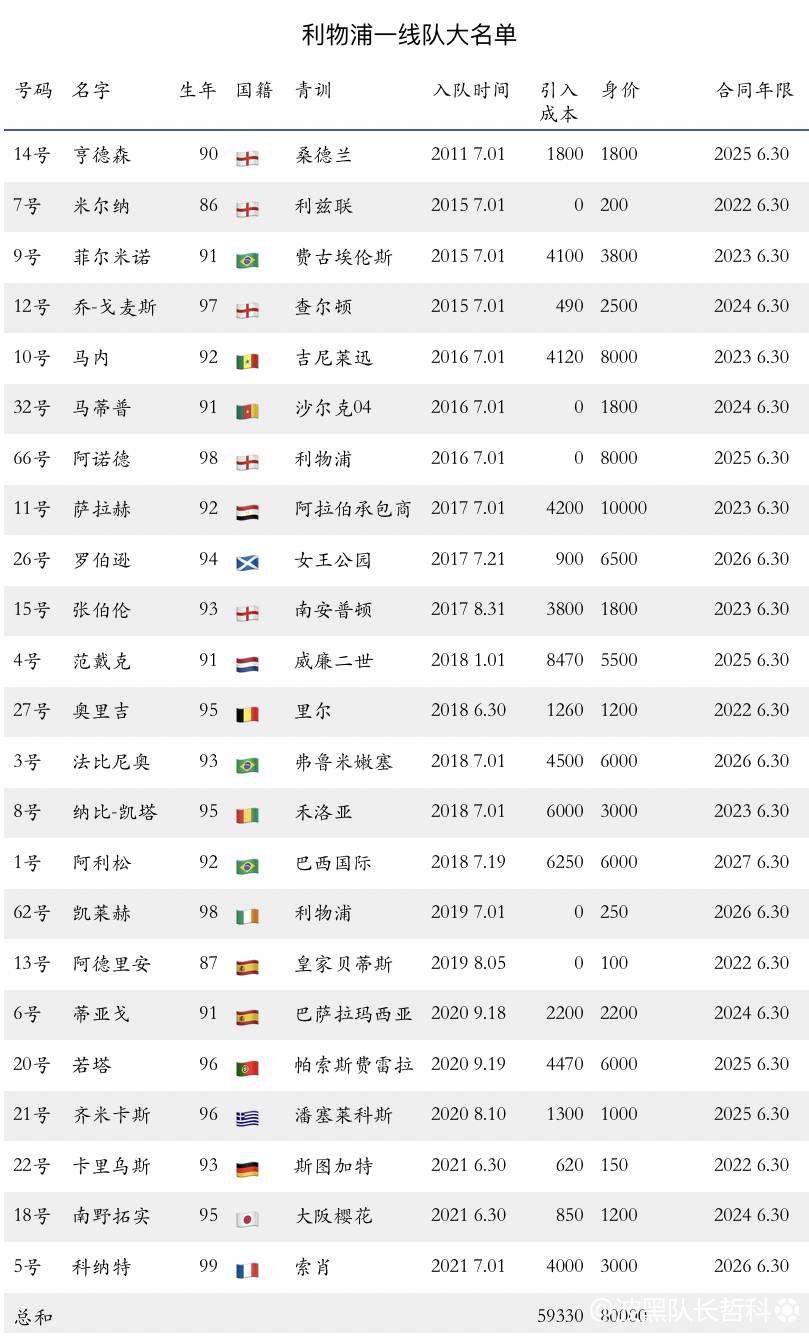 利物浦一线队大名单
号码 名字 生年 国籍 青训 入队时间 引入成本 身价 合同年限
14号 亨德森 90 桑德兰 2011 7.01 1800 1800 2025 6.30
7号 米尔纳 86 利兹联 2015 7.01 0 200 2022 6.30
9号 菲尔米诺 91 费古埃伦斯 2015 7.01 4100 3800 2023 6.30
12号 乔-戈麦斯 97 查尔顿 2015 7.01 490 2500 2024 6.30
10号 马内 92 吉尼莱迅 2016 7.01 4120 8000 2023 6.30
32号 马蒂普 91 沙尔克04 2016 7.01 0 1800 2024 6.30
66号 阿诺德 98 利物浦 2016 7.01 0 8000 2025 6.30
11号 萨拉赫 92 阿拉伯承包商 2017 7.01 4200 10000 2023 6.30
26号 罗伯逊 94 女王公园 2017 7.21 900 6500 2026 6.30
15号 张伯伦 93 南安普顿 2017 8.31 3800 1800 2023 6.30
4号 范戴克 91 威廉二世 2018 1.01 8470 5500 2025 6.30
27号 奥里吉 95 里尔 2018 6.30 1260 1200 2022 6.30
3号 法比尼奥 93 弗鲁米嫩塞 2018 7.01 4500 6000 2026 6.30
8号 纳比-凯塔 95 禾洛亚 2018 7.01 6000 3000 2023 6.30
1号 阿利松 92 巴西国际 2018 7.19 6250 6000 2027 6.30
62号 凯莱赫 98 利物浦 2019 7.01 0 250 2026 6.30
13号 阿德里安 87 皇家贝蒂斯 2019 8.05 0 100 2022 6.30
6号 蒂亚戈 91 巴萨拉玛西亚 2020 9.18 2200 2200 2024 6.30
20号 若塔 96 帕索斯费雷拉 2020 9.19 4470 6000 2025 6.30
21号 齐米卡斯 96 潘塞莱科斯 2020 8.10 1300 1000 2025 6.30
22号 卡里乌斯 93 斯图加特 2021 6.30 620 150 2022 6.30
18号 南野拓实 95 大阪樱花 2021 6.30 850 1200 2024 6.30
5号 科纳特 99 索肖 2021 7.01 4000 3000 2026 6.30
总和 59330 80000
@波黑队长哲科